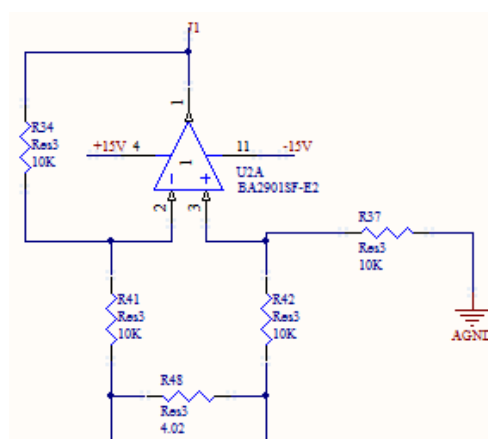 J1
1
R34
Res3
10K
+15V
4
1
11
-15V
U2A
BA2901SF-E2
- +
2
3
R37
Res3
10K
R41
Res3
10K
R42
Res3
10K
AGND
R48
Res3
4.02